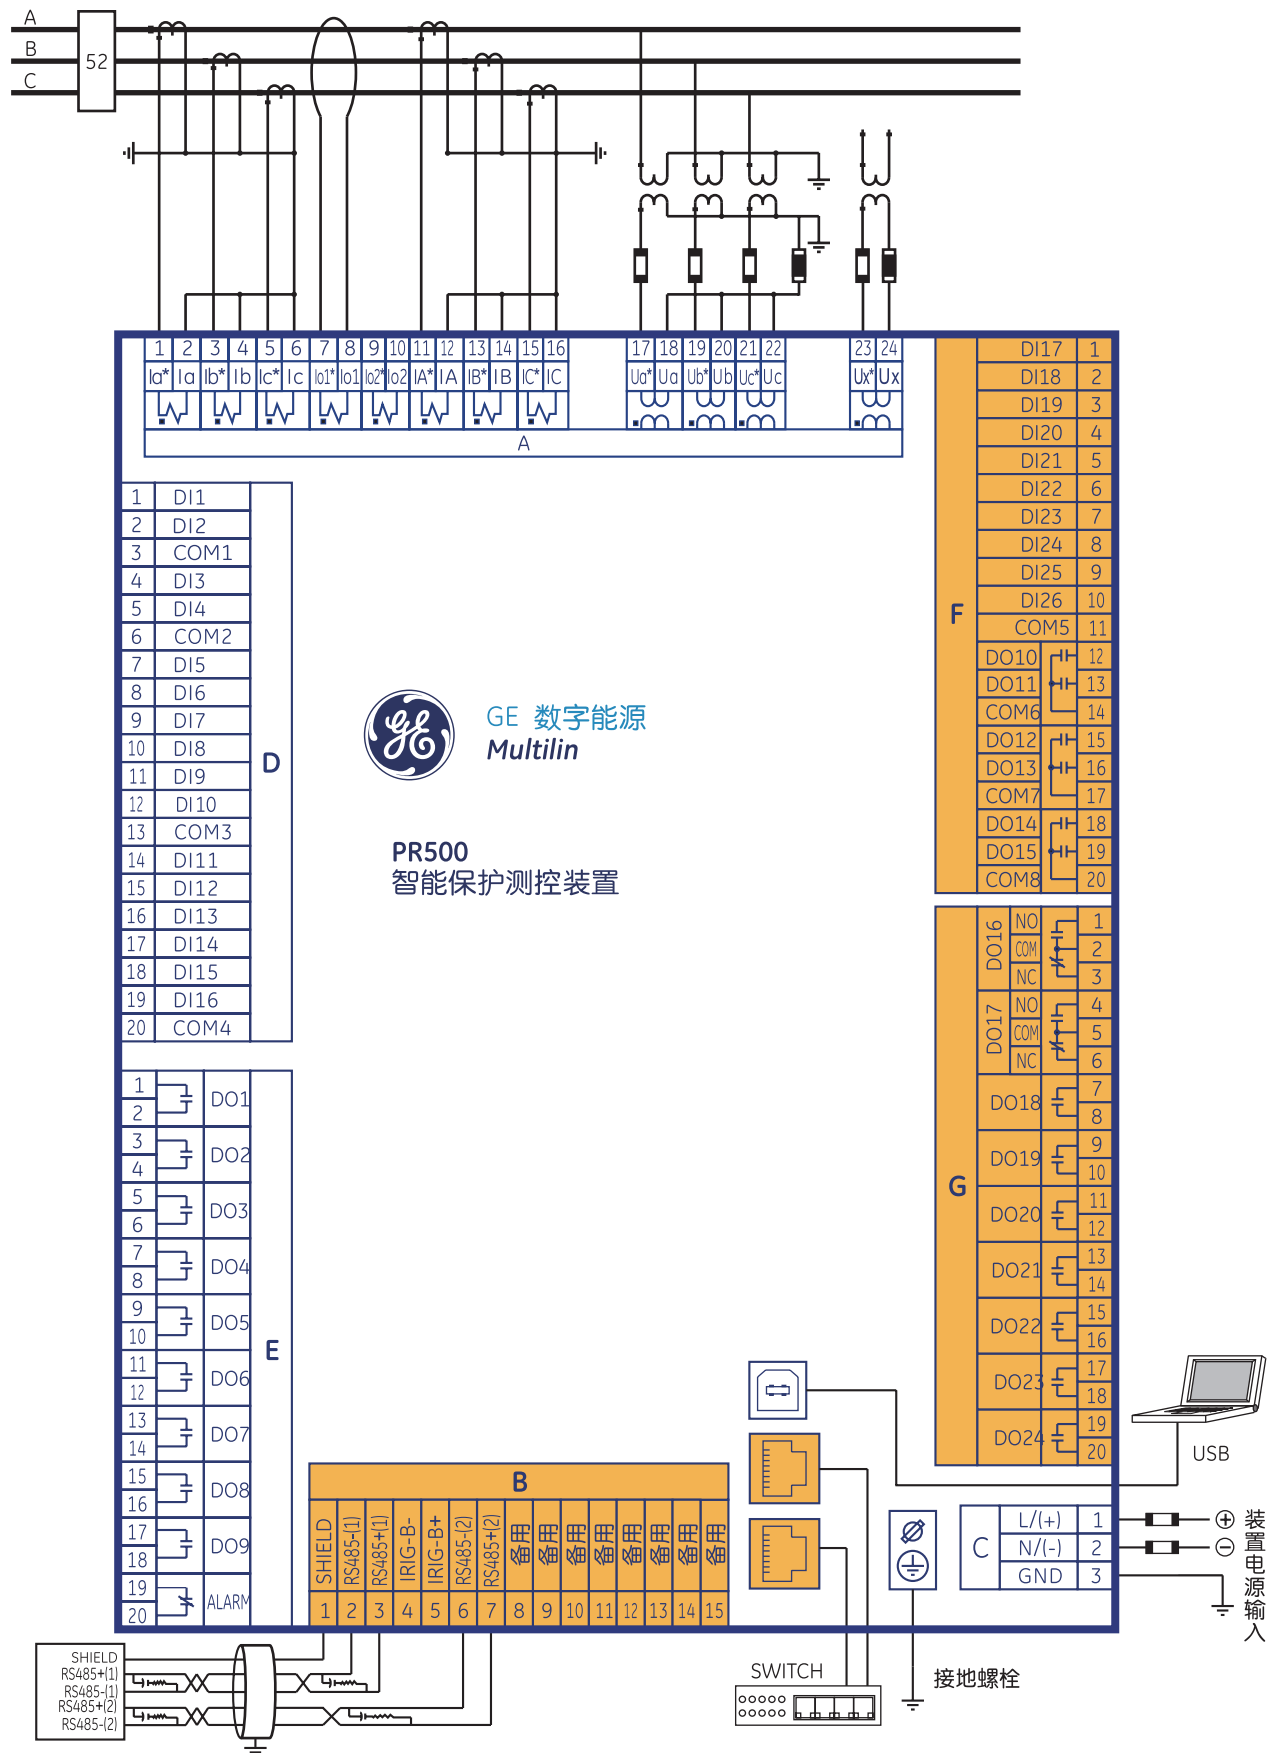 A
B
C
52
1 2 3 4 5 6 7 8 9 10 11 12 13 14 15 16 17 18 19 20 21 22 23 24
Ia* Ia Ib* Ib Ic* Ic Io1* Io1 Io2* Io2 IA* IA IB* IB IC* IC Ua* Ua Ub* Ub Uc* Uc Ux* Ux
A
1 DI1
2 DI2
3 COM1
4 DI3
5 DI4
6 COM2
7 DI5
8 DI6
9 DI7
10 DI8
11 DI9
12 DI10
13 COM3
14 DI11
15 DI12
16 DI13
17 DI14
18 DI15
19 DI16
20 COM4
D
1
2
DO1
3
4
DO2
5
6
DO3
7
8
DO4
9
10
DO5
11
12
DO6
13
14
DO7
15
16
DO8
17
18
DO9
19
20
ALARM
E
GE 数字能源
Multilin
PR500
智能保护测控装置
F
DI17 1
DI18 2
DI19 3
DI20 4
DI21 5
DI22 6
DI23 7
DI24 8
DI25 9
DI26 10
COM5 11
DO10 12
DO11 13
COM6 14
DO12 15
DO13 16
COM7 17
DO14 18
DO15 19
COM8 20
G
DO16
NO 1
COM 2
NC 3
DO17
NO 4
COM 5
NC 6
DO18
7
8
DO19
9
10
DO20
11
12
DO21
13
14
DO22
15
16
DO23
17
18
DO24
19
20
USB
B
SHIELD RS485-(1) RS485+(1) IRIG-B- IRIG-B+ RS485-(2) RS485+(2) 备用 备用 备用 备用 备用 备用 备用 备用
1 2 3 4 5 6 7 8 9 10 11 12 13 14 15
C
L/(+) 1
N/(-) 2
GND 3
装置电源输入
SHIELD
RS485+(1)
RS485-(1)
RS485+(2)
RS485-(2)
SWITCH
接地螺栓